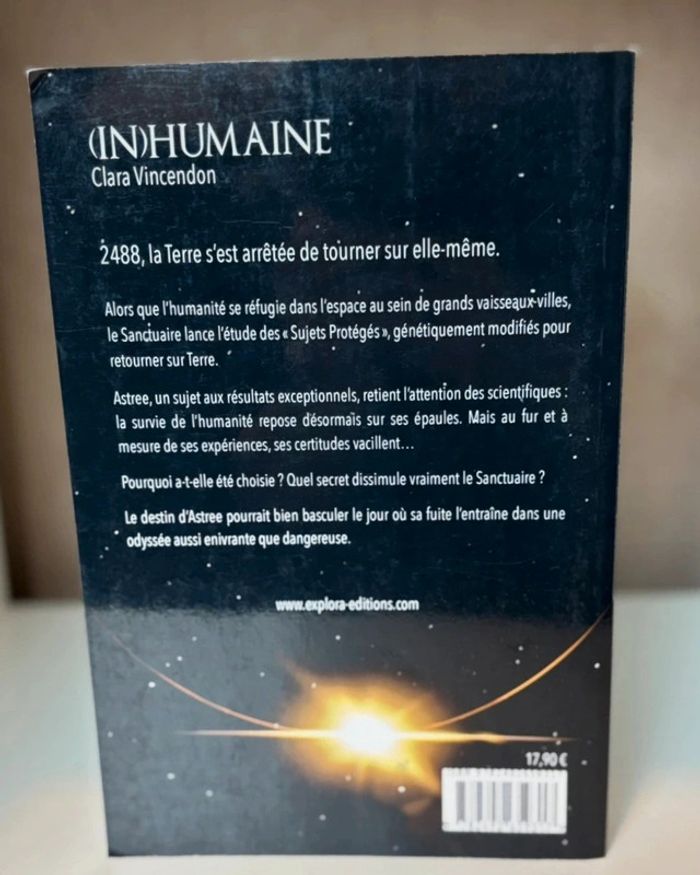 (IN)HUMAINE
Clara Vincendon
2488, la Terre s'est arrêtée de tourner sur elle-même.
Alors que l'humanité se réfugie dans l'espace au sein de grands vaisseaux-villes,
le Sanctuaire lance l'étude des « Sujets Protégés », génétiquement modifiés pour
retourner sur Terre.
Astree, un sujet aux résultats exceptionnels, retient l'attention des scientifiques :
la survie de l'humanité repose désormais sur ses épaules. Mais au fur et à
mesure de ses expériences, ses certitudes vacillent...
Pourquoi a-t-elle été choisie ? Quel secret dissimule vraiment le Sanctuaire ?
Le destin d'Astree pourrait bien basculer le jour où sa fuite l'entraîne dans une
odyssée aussi enivrante que dangereuse.
www.explora-editions.com
17,90 €